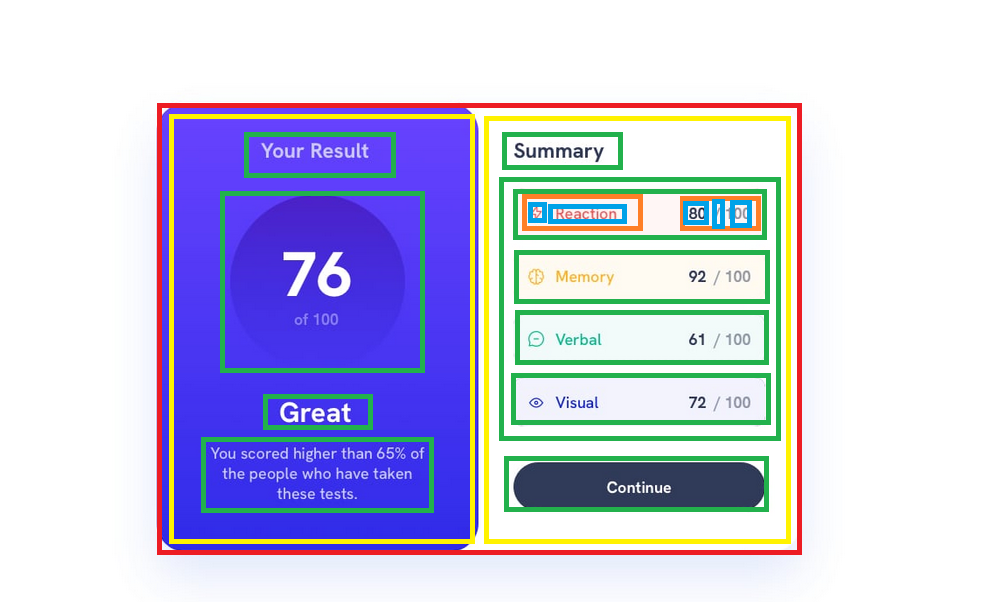 Your Result
76
of 100
Great
You scored higher than 65% of
the people who have taken
these tests.
Summary
Reaction 80 / 100
Memory 92 / 100
Verbal 61 / 100
Visual 72 / 100
Continue